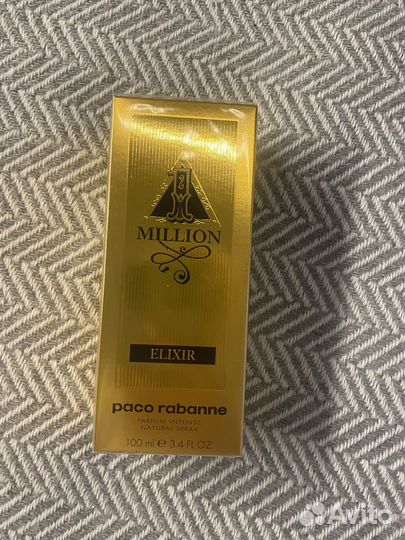 1
MILLION
ELIXIR
paco rabanne
PARFUM INTENSE
NATURAL SPRAY
100 ml e 3.4 FL OZ
Avito